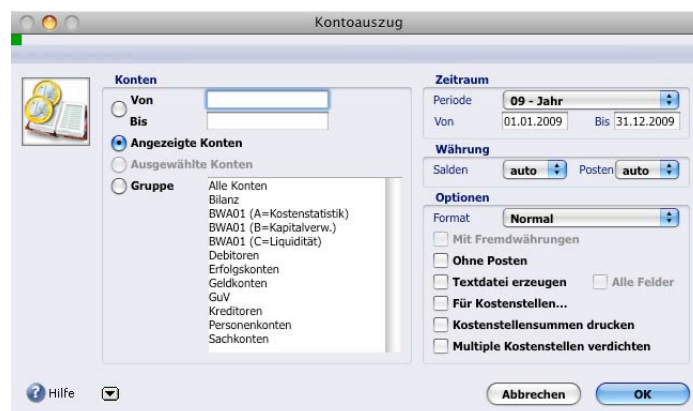 Kontoauszug
Konten
Von
Bis
Angezeigte Konten
Ausgewählte Konten
Gruppe
Alle Konten
Bilanz
BWA01 (A=Kostenstatistik)
BWA01 (B=Kapitalverw.)
BWA01 (C=Liquidität)
Debitoren
Erfolgskonten
Geldkonten
GuV
Kreditoren
Personenkonten
Sachkonten
Zeitraum
Periode 09 - Jahr
Von 01.01.2009 Bis 31.12.2009
Währung
Salden auto Posten auto
Optionen
Format Normal
Mit Fremdwährungen
Ohne Posten
Textdatei erzeugen Alle Felder
Für Kostenstellen...
Kostenstellensummen drucken
Multiple Kostenstellen verdichten
? Hilfe
Abbrechen OK